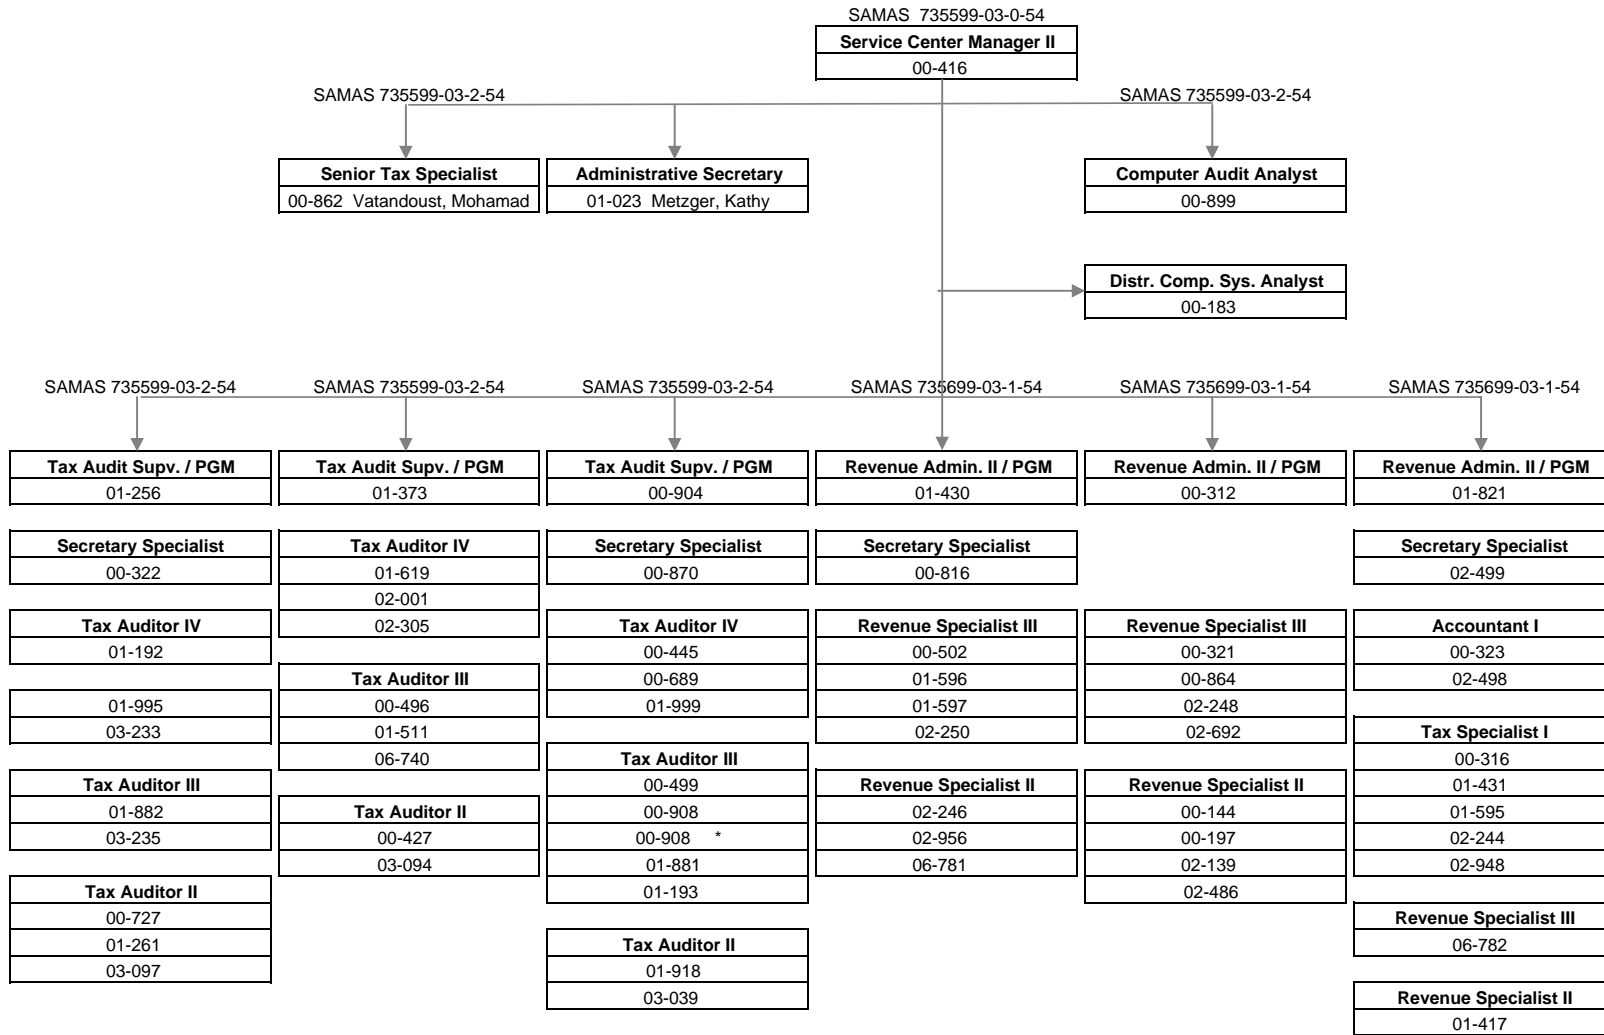 SAMAS  735599-03-0-54
Service Center Manager II
00-416
SAMAS 735599-03-2-54
SAMAS 735599-03-2-54
Senior Tax Specialist
00-862  Vatandoust, Mohamad
Administrative Secretary
01-023  Metzger, Kathy
Computer Audit Analyst
00-899
Distr. Comp. Sys. Analyst
00-183
SAMAS 735599-03-2-54
SAMAS 735599-03-2-54
SAMAS 735599-03-2-54
SAMAS 735699-03-1-54
SAMAS 735699-03-1-54
SAMAS 735699-03-1-54
Tax Audit Supv. / PGM
01-256
Secretary Specialist
00-322
Tax Auditor IV
01-192
01-995
03-233
Tax Auditor III
01-882
03-235
Tax Auditor II
00-727
01-261
03-097
Tax Audit Supv. / PGM
01-373
Tax Auditor IV
01-619
02-001
02-305
Tax Auditor III
00-496
01-511
06-740
Tax Auditor II
00-427
03-094
Tax Audit Supv. / PGM
00-904
Secretary Specialist
00-870
Tax Auditor IV
00-445
00-689
01-999
Tax Auditor III
00-499
00-908
00-908   *
01-881
01-193
Tax Auditor II
01-918
03-039
Revenue Admin. II / PGM
01-430
Secretary Specialist
00-816
Revenue Specialist III
00-502
01-596
01-597
02-250
Revenue Specialist II
02-246
02-956
06-781
Revenue Admin. II / PGM
00-312
Revenue Specialist III
00-321
00-864
02-248
02-692
Revenue Specialist II
00-144
00-197
02-139
02-486
Revenue Admin. II / PGM
01-821
Secretary Specialist
02-499
Accountant I
00-323
02-498
Tax Specialist I
00-316
01-431
01-595
02-244
02-948
Revenue Specialist III
06-782
Revenue Specialist II
01-417